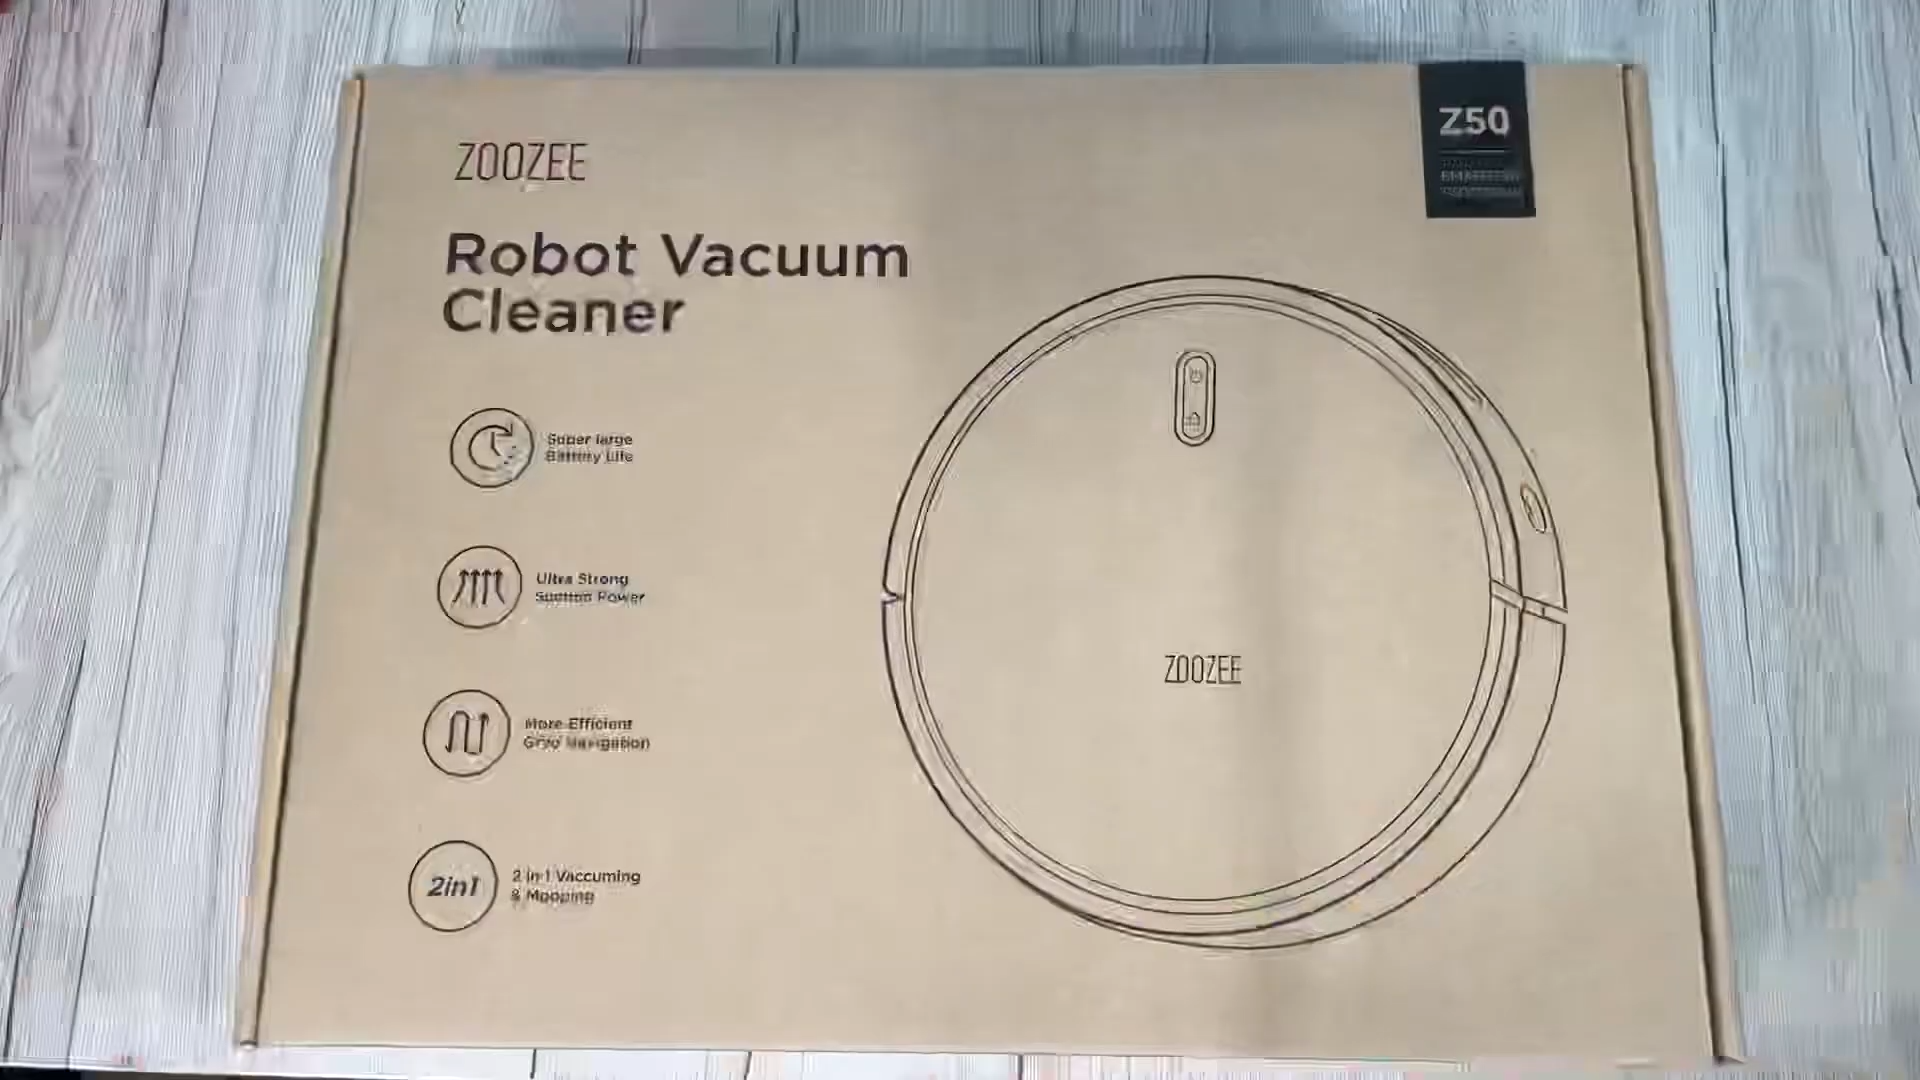 ZOOZEE
Z50
Robot Vacuum
Cleaner
Super large
Battery Life
Ultra Strong
Suction Power
More Efficient
Gryo Navigation
2in1
2 in 1 Vaccuming
& Mopping
ZOOZEE